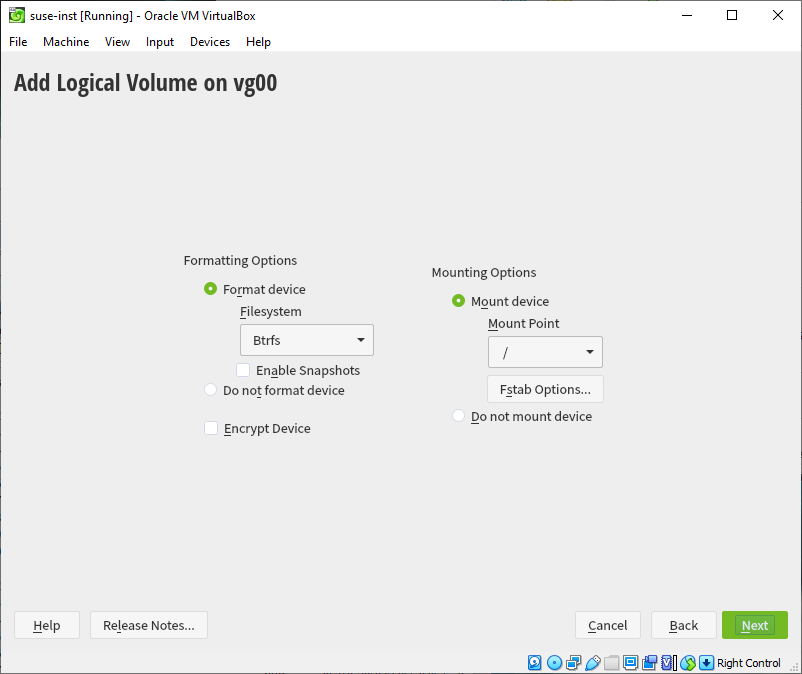 suse-inst [Running] - Oracle VM VirtualBox
File Machine View Input Devices Help
Add Logical Volume on vg00
Formatting Options
Format device
Filesystem
Btrfs
Enable Snapshots
Do not format device
Encrypt Device
Mounting Options
Mount device
Mount Point
/
Fstab Options...
Do not mount device
Help Release Notes... Cancel Back Next
Right Control